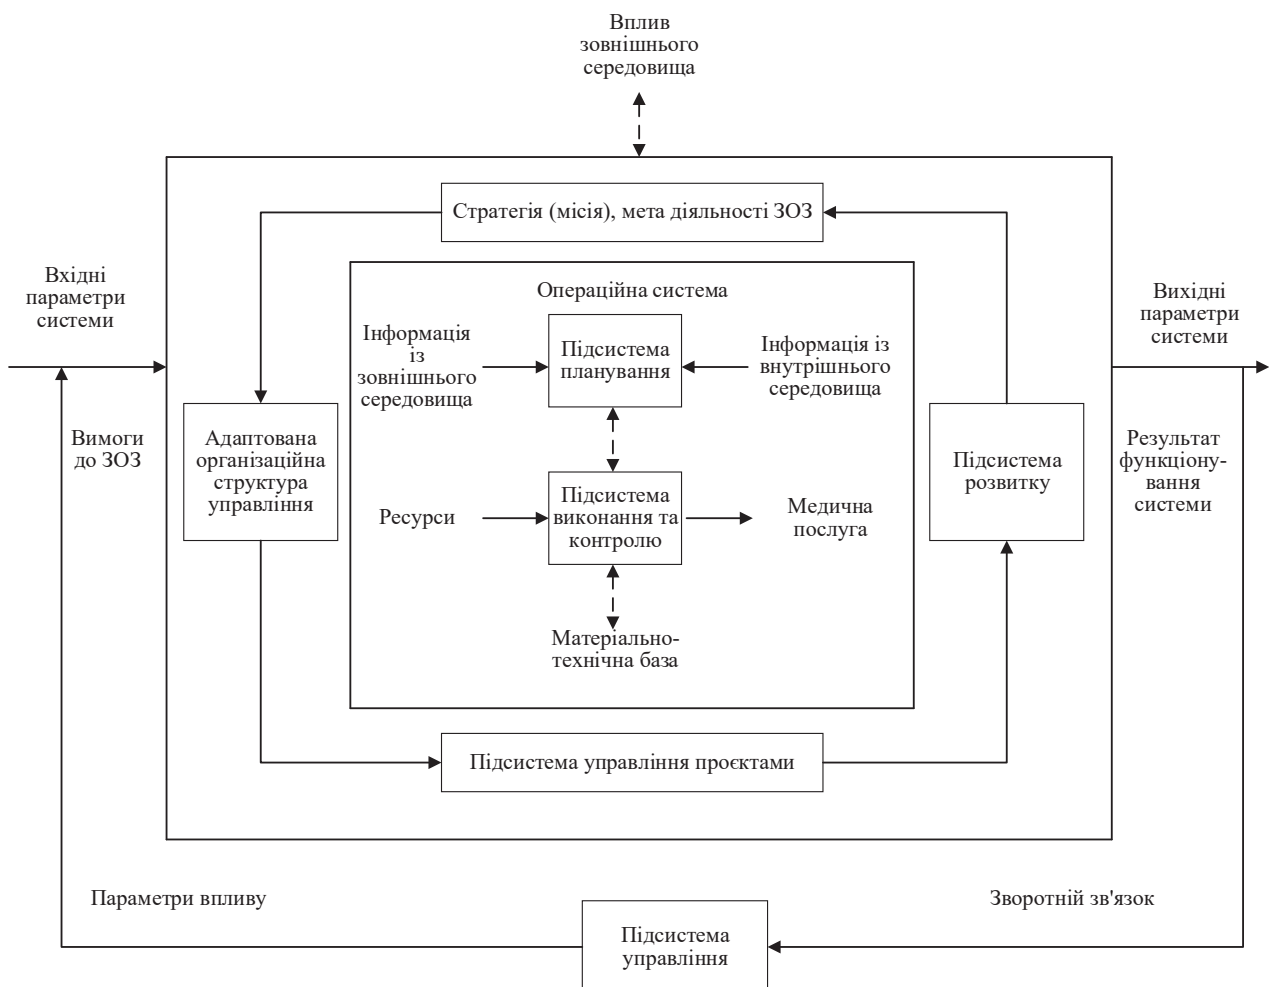 Вплив
зовнішнього
середовища
Стратегія (місія), мета діяльності ЗОЗ
Вхідні
параметри
системи
Операційна система
Вихідні
параметри
системи
Інформація
із
зовнішнього
середовища
Підсистема
планування
Інформація із
внутрішнього
середовища
Вимоги
до ЗОЗ
Адаптована
організаційна
структура
управління
Ресурси
Підсистема
виконання та
контролю
Медична
послуга
Підсистема
розвитку
Результат
функціону-
вання
системи
Матеріально-
технічна база
Підсистема управління проєктами
Параметри впливу
Зворотній зв'язок
Підсистема
управління